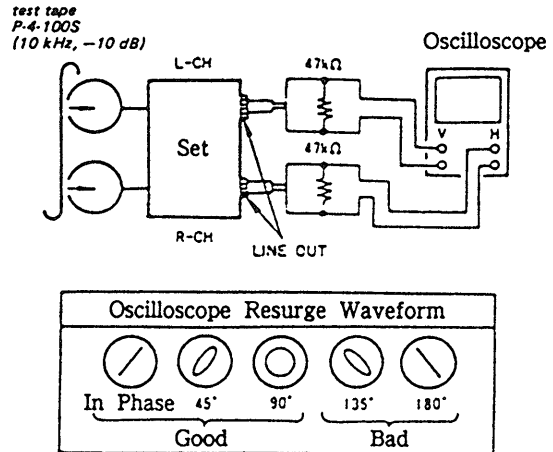 test tape
P-4-100S
(10 kHz, −10 dB)
Oscilloscope
L-CH
47kΩ
Set
V H
47kΩ
R-CH
LINE OUT
Oscilloscope Resurge Waveform
In Phase 45° 90° 135° 180°
Good Bad